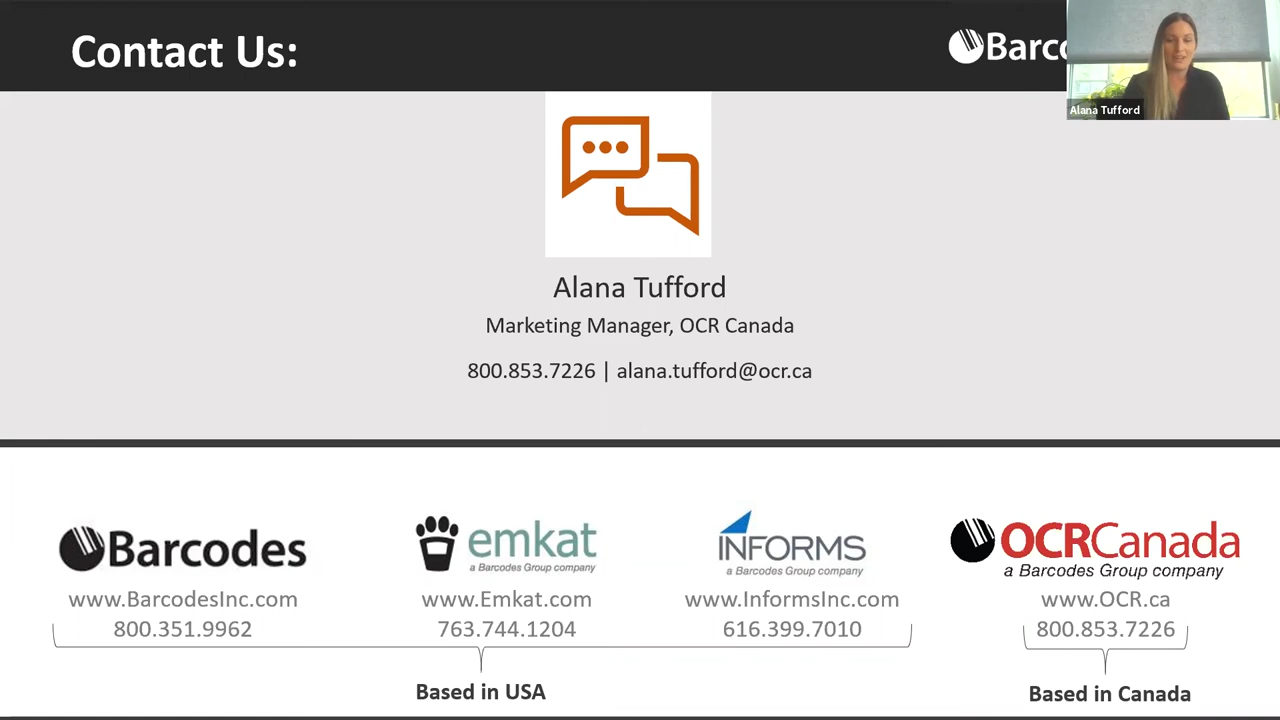 Contact Us:
Barco
Alana Tufford
Alana Tufford
Marketing Manager, OCR Canada
800.853.7226 | alana.tufford@ocr.ca
Barcodes
emkat
a Barcodes Group company
INFORMS
a Barcodes Group company
OCRCanada
a Barcodes Group company
www.BarcodesInc.com
www.Emkat.com
www.InformsInc.com
www.OCR.ca
800.351.9962
763.744.1204
616.399.7010
800.853.7226
Based in USA
Based in Canada